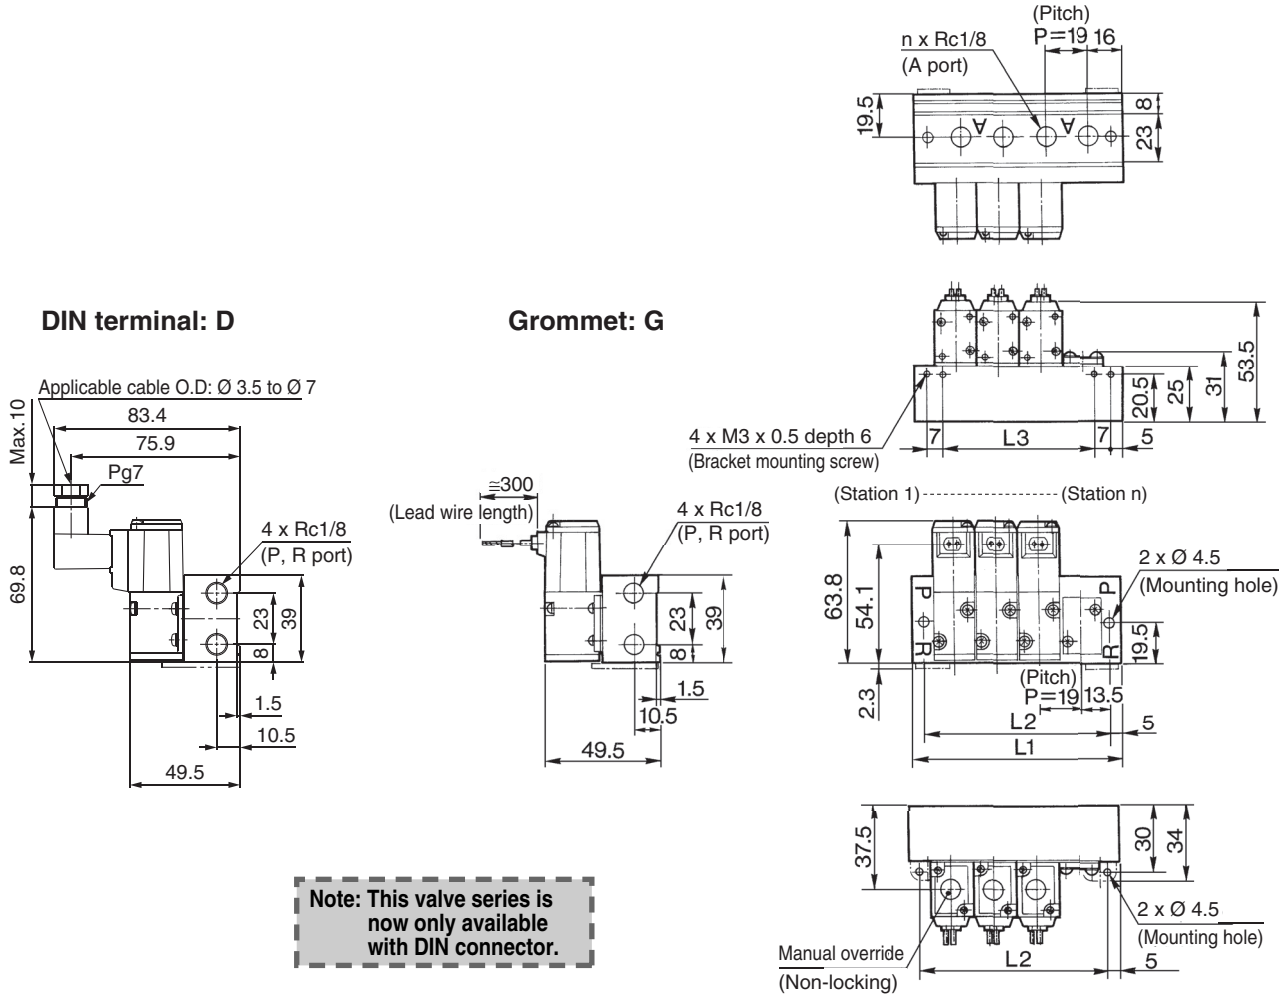 (Pitch)
P=19 16
n x Rc1/8
(A port)
19.5
8
23
A A
DIN terminal: D
Grommet: G
Applicable cable O.D: Ø 3.5 to Ø 7
Max.10
83.4
75.9
Pg7
4 x Rc1/8
(P, R port)
69.8
23
39
8
1.5
10.5
49.5
≅300
(Lead wire length)
4 x Rc1/8
(P, R port)
23
39
8
1.5
10.5
49.5
53.5
31
25
20.5
4 x M3 x 0.5 depth 6
(Bracket mounting screw)
7 L3 7 5
(Station 1) (Station n)
63.8
54.1
2.3
P
R
P
R
2 x Ø 4.5
(Mounting hole)
19.5
(Pitch)
P=19 13.5
L2 5
L1
37.5
30
34
2 x Ø 4.5
(Mounting hole)
Manual override
(Non-locking)
L2 5
Note: This valve series is
now only available
with DIN connector.